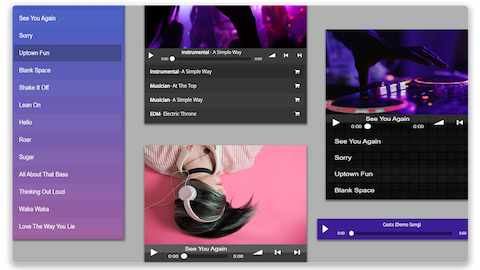 See You Again
Sorry
Uptown Fun
Blank Space
Shake It Off
Lean On
Hello
Roar
Sugar
All About That Bass
Thinking Out Loud
Waka Waka
Love The Way You Lie
Instrumental - A Simple Way
0:00 0:00
Instrumental- A Simple Way
Musician- At The Top
Musician- A Simple Way
EDM- Electric Throne
See You Again
0:00 0:00
See You Again
0:00 0:00
See You Again
Sorry
Uptown Fun
Blank Space
Costs (Demo Song)
0:00 0:00